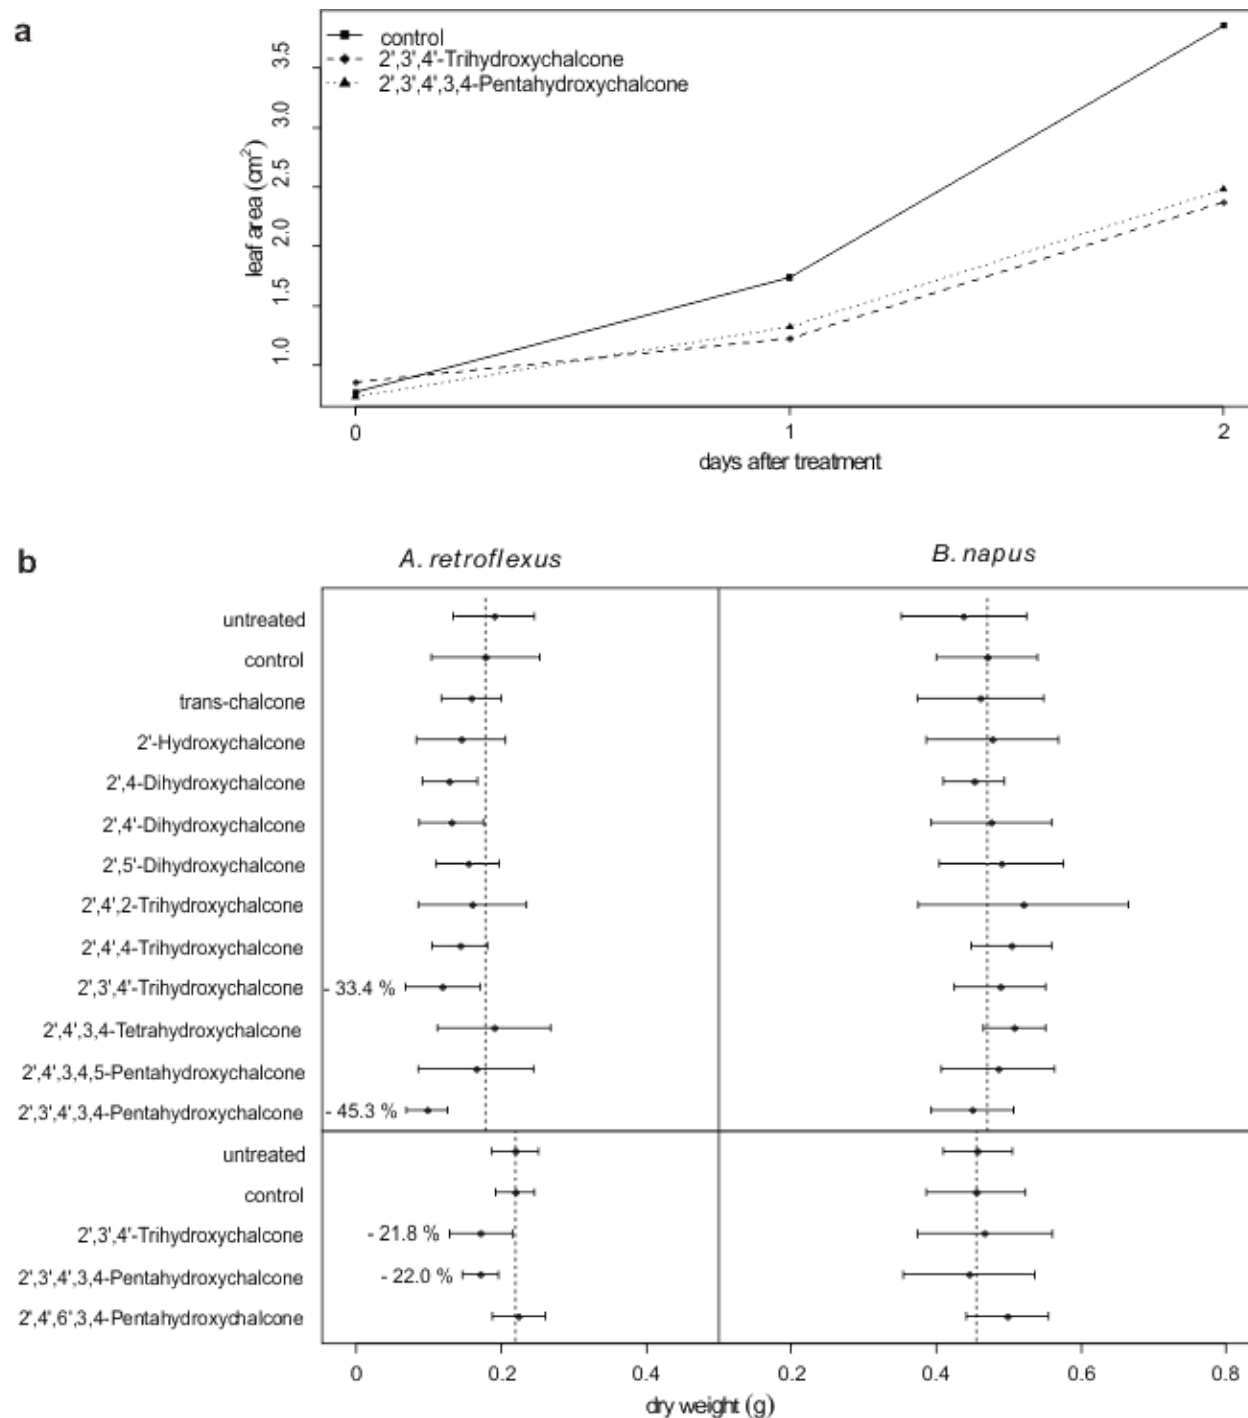 a
control
2',3',4'-Trihydroxychalcone
2',3',4',3,4-Pentahydroxychalcone
leaf area (cm²)
3.5
3.0
2.5
2.0
1.5
1.0
0 1 2
days after treatment
b
A. retroflexus B. napus
untreated
control
trans-chalcone
2'-Hydroxychalcone
2',4-Dihydroxychalcone
2',4'-Dihydroxychalcone
2',5'-Dihydroxychalcone
2',4',2-Trihydroxychalcone
2',4',4-Trihydroxychalcone
2',3',4'-Trihydroxychalcone - 33.4 %
2',4',3,4-Tetrahydroxychalcone
2',4',3,4,5-Pentahydroxychalcone
2',3',4',3,4-Pentahydroxychalcone - 45.3 %
untreated
control
2',3',4'-Trihydroxychalcone - 21.8 %
2',3',4',3,4-Pentahydroxychalcone - 22.0 %
2',4',6',3,4-Pentahydroxychalcone
0 0.2 0.4 0.2 0.4 0.6 0.8
dry weight (g)